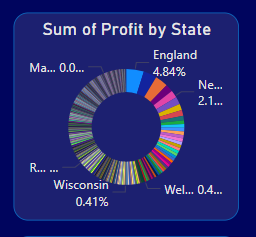 Sum of Profit by State
England
4.84%
Ma... 0.0...
Ne...
2.1...
R... ...
Wisconsin
0.41%
Wel... 0.4...